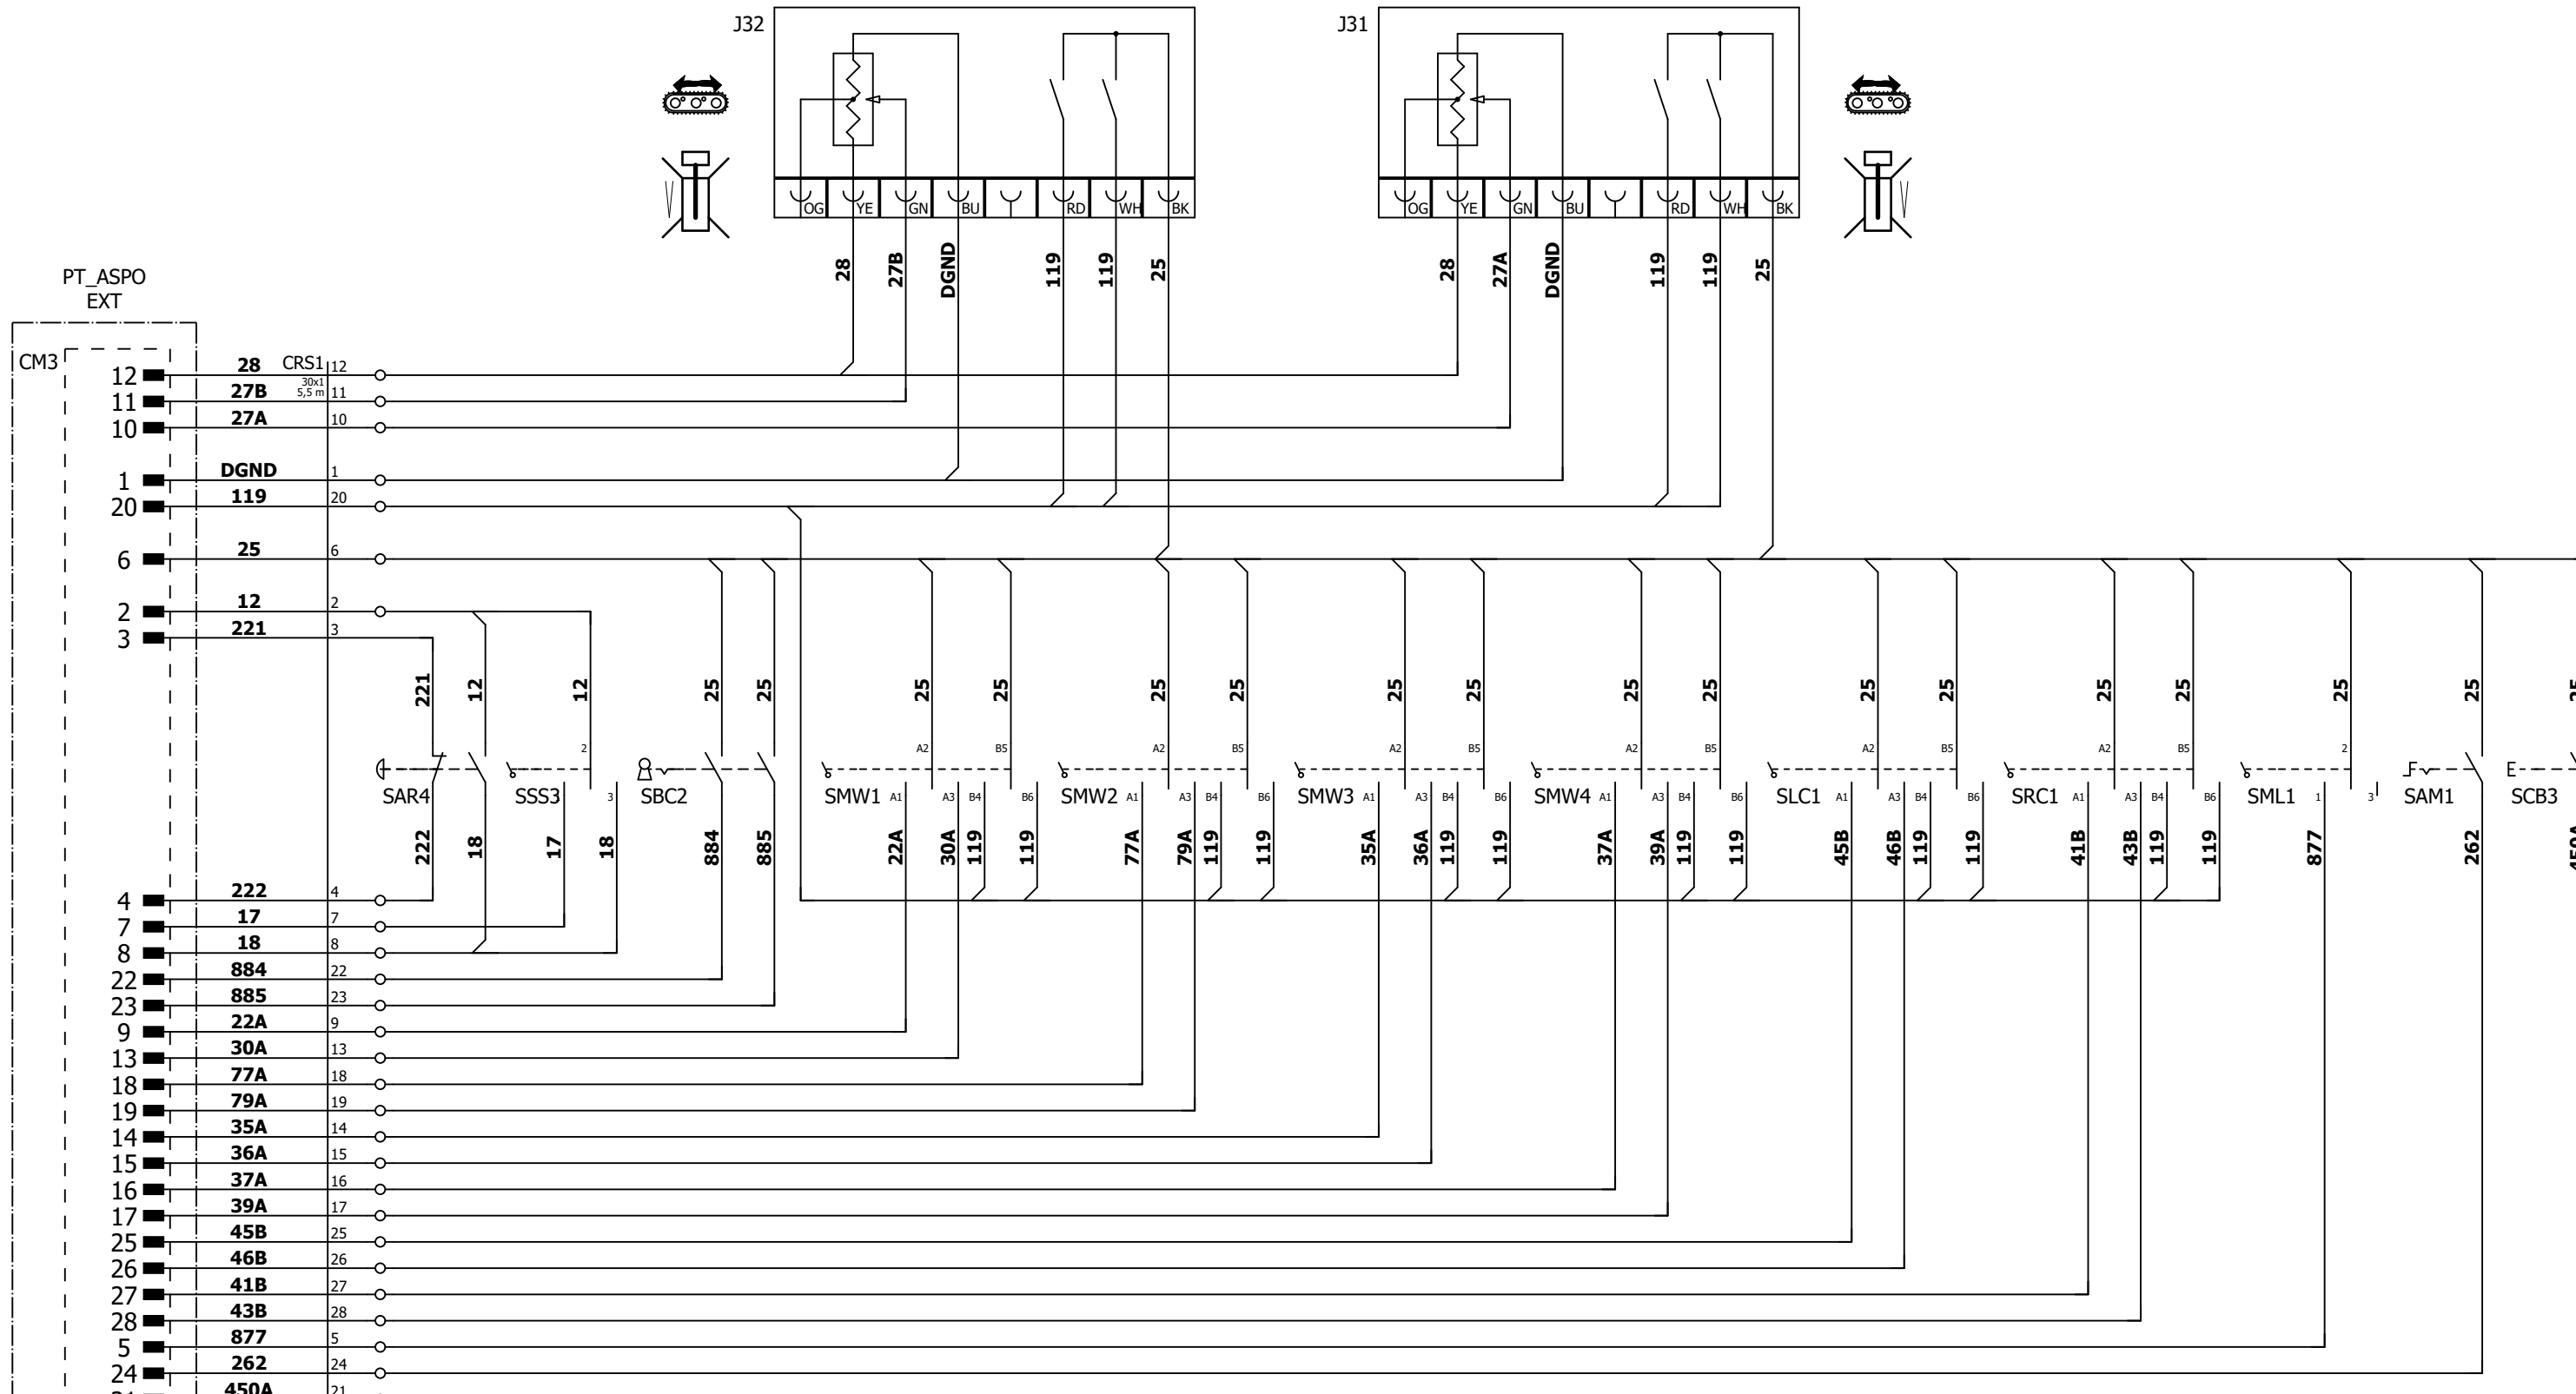 J32
J31
OG YE GN BU RD WH BK
OG YE GN BU RD WH BK
28 27B DGND 119 119 25
28 27A DGND 119 119 25
PT_ASPO
EXT
CM3
12 28 CRS1 12
30x1
5,5 m
11 27B 11
10 27A 10
1 DGND 1
20 119 20
6 25 6
2 12 2
3 221 3
221 12 12 25 25 25 25 25 25 25 25 25 25 25 25 25 25 25 25
2 A2 B5 A2 B5 A2 B5 A2 B5 A2 B5 A2 B5 2
SAR4 SSS3 3 SBC2 SMW1 A1 A3 B4 B6 SMW2 A1 A3 B4 B6 SMW3 A1 A3 B4 B6 SMW4 A1 A3 B4 B6 SLC1 A1 A3 B4 B6 SRC1 A1 A3 B4 B6 SML1 1 3 SAM1 SCB3
222 18 17 18 884 885 22A 30A 119 119 77A 79A 119 119 35A 36A 119 119 37A 39A 119 119 45B 46B 119 119 41B 43B 119 119 877 262 450A
4 222 4
7 17 7
8 18 8
22 884 22
23 885 23
9 22A 9
13 30A 13
18 77A 18
19 79A 19
14 35A 14
15 36A 15
16 37A 16
17 39A 17
25 45B 25
26 46B 26
27 41B 27
28 43B 28
5 877 5
24 262 24
450A 21